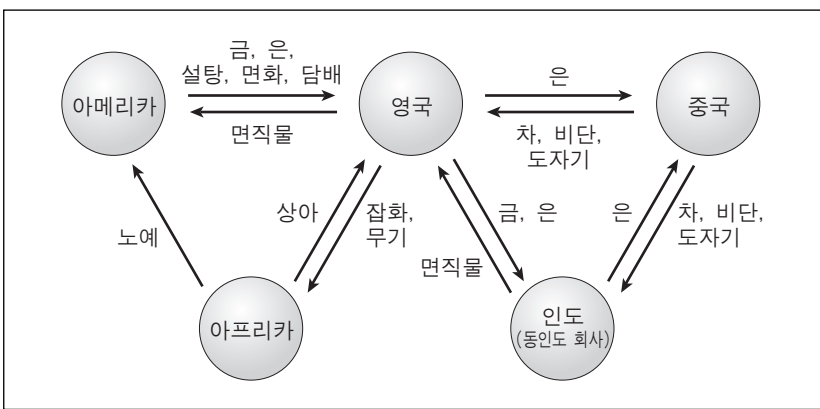 금, 은,
설탕, 면화, 담배
아메리카
면직물
영국
은
중국
차, 비단,
도자기
노예
상아
잡화,
무기
금, 은
면직물
은
차, 비단,
도자기
아프리카
인도
(동인도 회사)